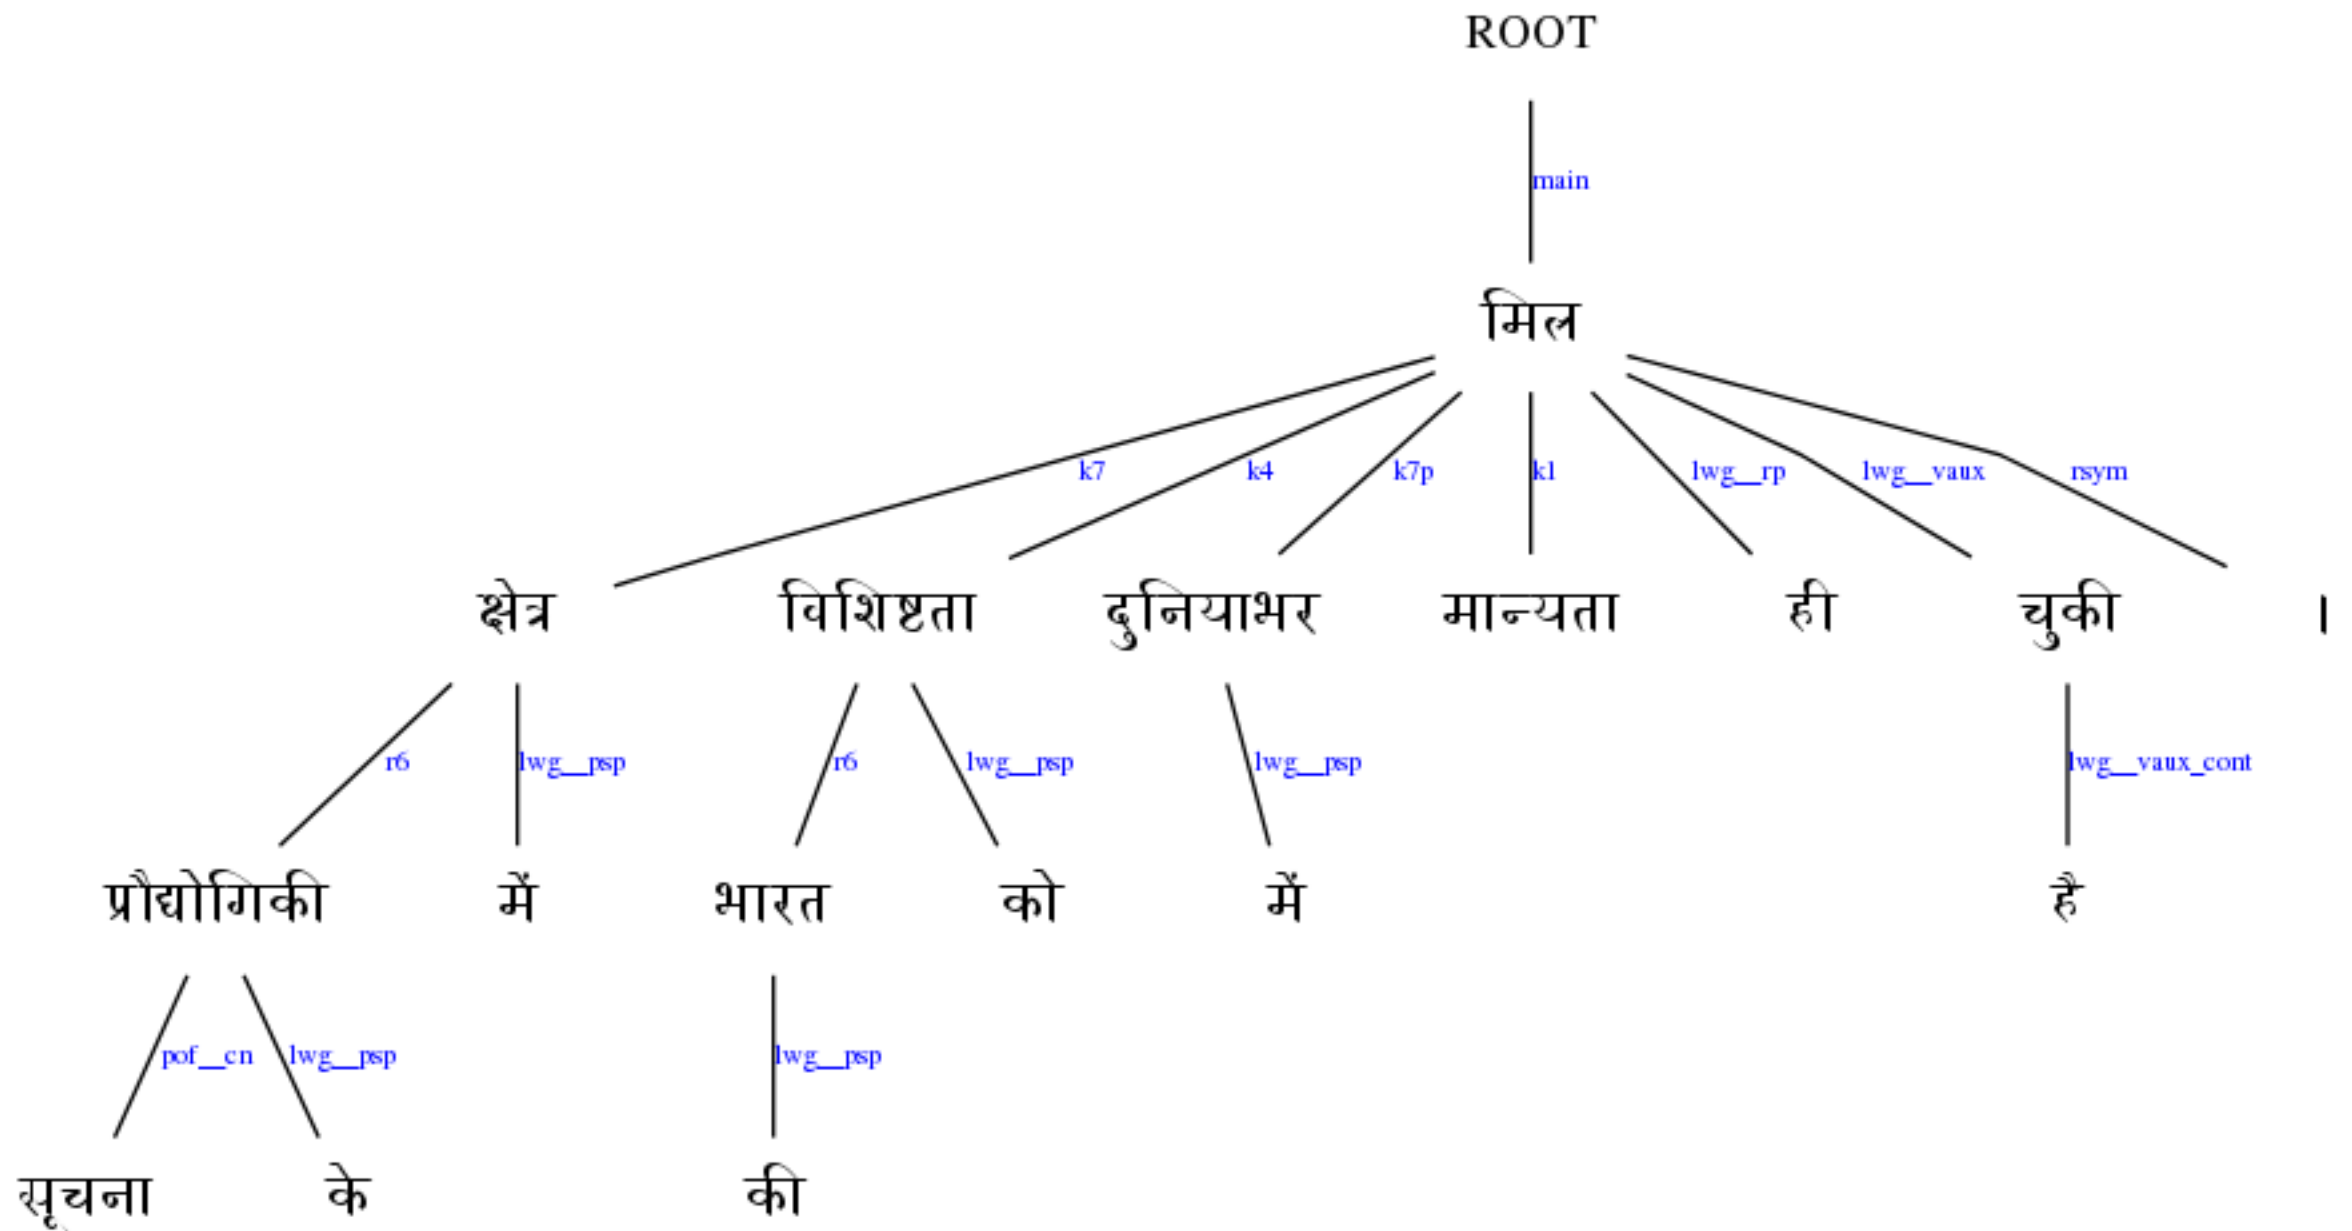 ROOT
main
मिल
k7 k4 k7p k1 lwg__rp lwg__vaux rsym
क्षेत्र विशिष्टता दुनियाभर मान्यता ही चुकी ।
r6 lwg__psp r6 lwg__psp lwg__psp lwg__vaux_cont
प्रौद्योगिकी में भारत को में है
pof__cn lwg__psp lwg__psp
सूचना के की